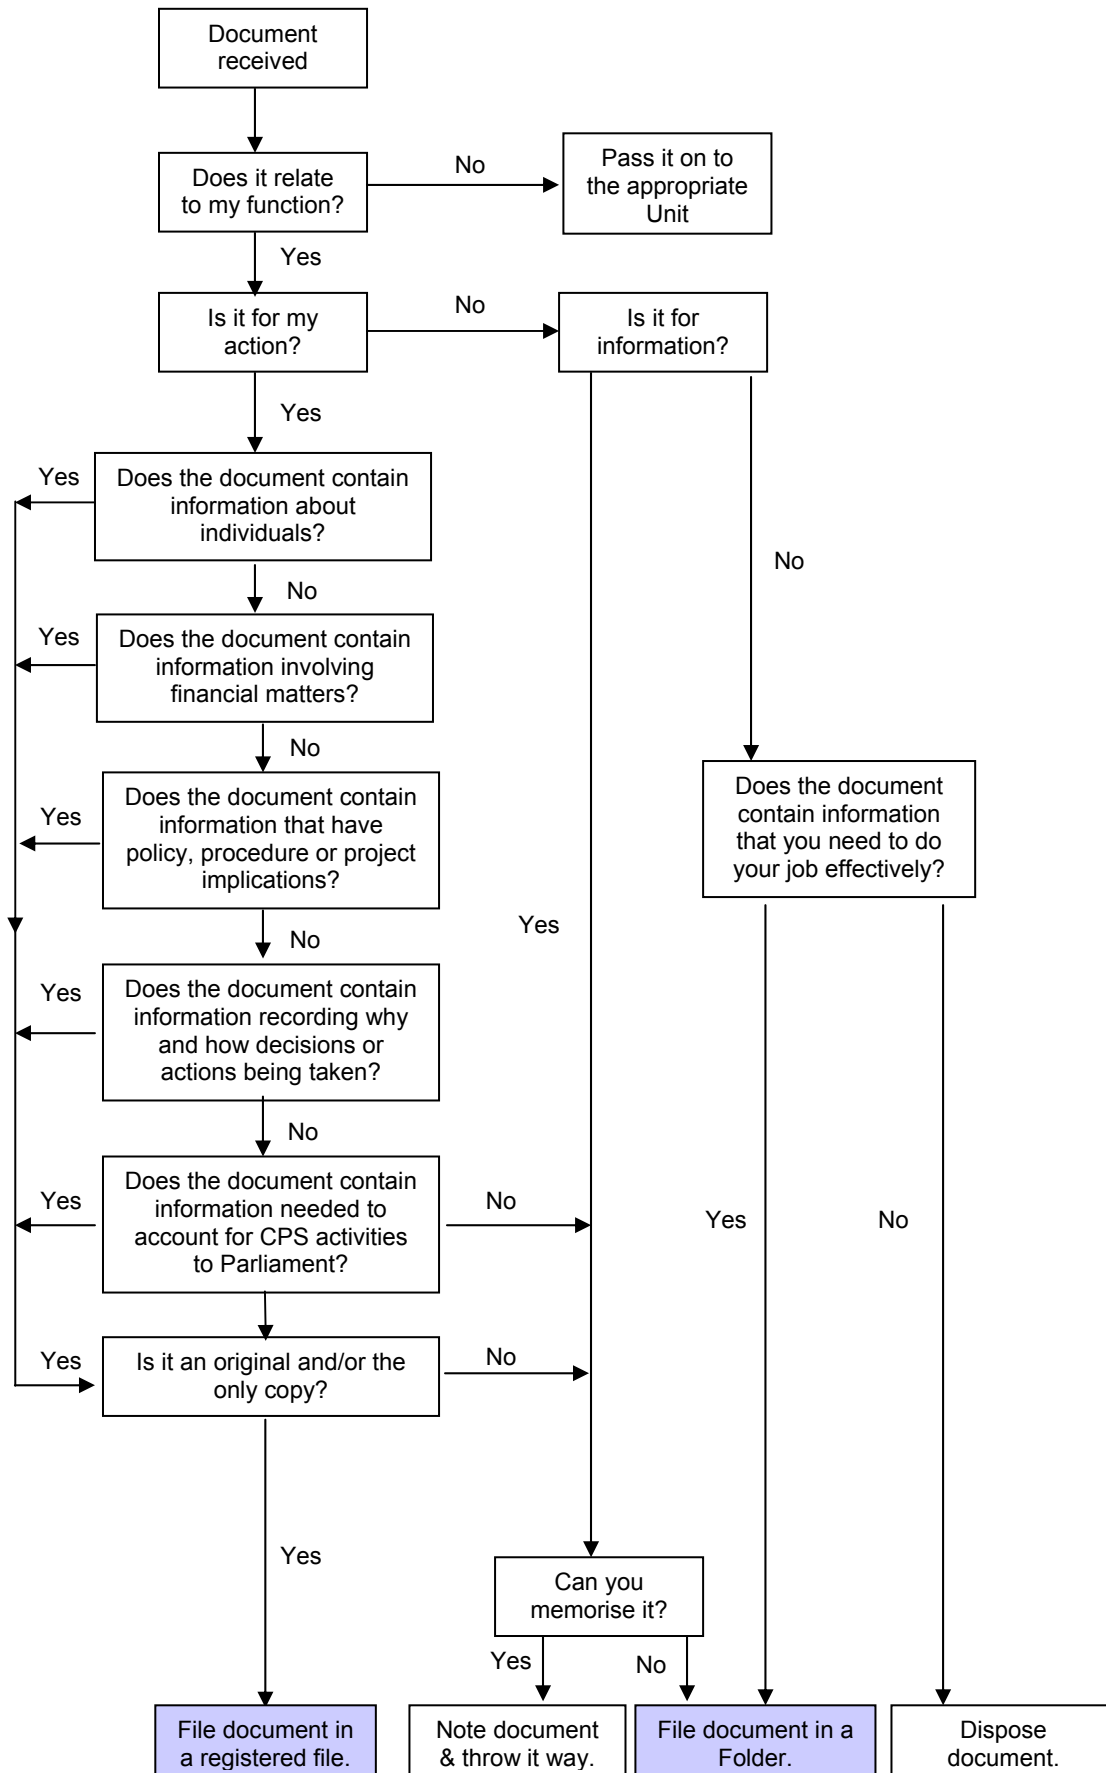 Document
received
Does it relate
to my function?
No
Pass it on to
the appropriate
Unit
Yes
Is it for my
action?
No
Is it for
information?
Yes
Yes
Does the document contain
information about
individuals?
No
No
Yes
Does the document contain
information involving
financial matters?
No
Yes
Does the document contain
information that have
policy, procedure or project
implications?
Does the document
contain information
that you need to do
your job effectively?
No
Yes
Yes
Does the document contain
information recording why
and how decisions or
actions being taken?
No
Yes
Does the document contain
information needed to
account for CPS activities
to Parliament?
No
Yes
No
Yes
Is it an original and/or the
only copy?
No
Yes
Can you
memorise it?
Yes
No
File document in
a registered file.
Note document
& throw it way.
File document in a
Folder.
Dispose
document.